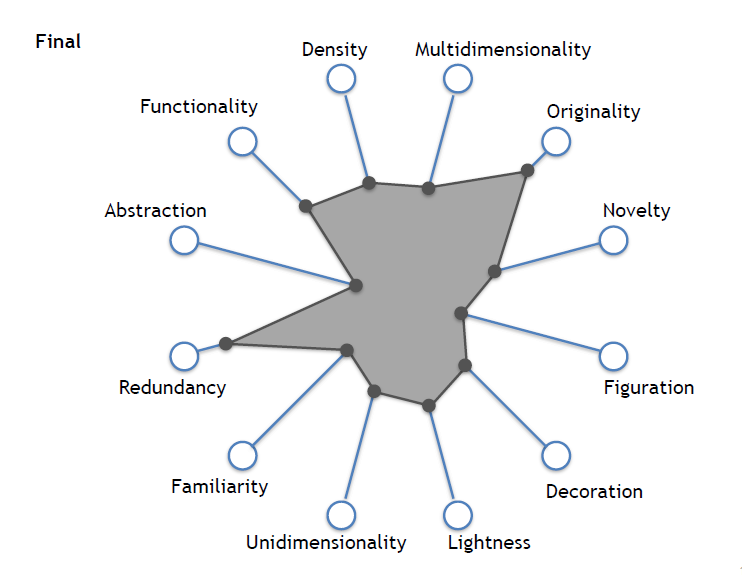 Final
Density
Multidimensionality
Functionality
Originality
Abstraction
Novelty
Redundancy
Figuration
Familiarity
Decoration
Unidimensionality
Lightness